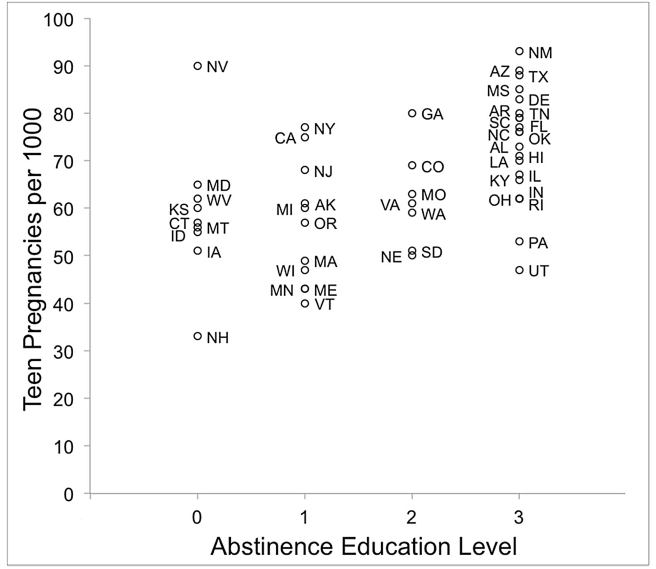 100
NM
90
NV
AZ
TX
MS
DE
80
GA
AR
TN
SC
FL
NY
NC
OK
CA
AL
HI
70
NJ
CO
LA
IL
KY
MD
MO
IN
WV
OH
RI
60
KS
MI
AK
VA
WA
CT
MT
OR
ID
PA
50
IA
MA
NE
SD
WI
UT
MN
ME
40
VT
NH
30
20
10
0
Teen Pregnancies per 1000
0 1 2 3
Abstinence Education Level